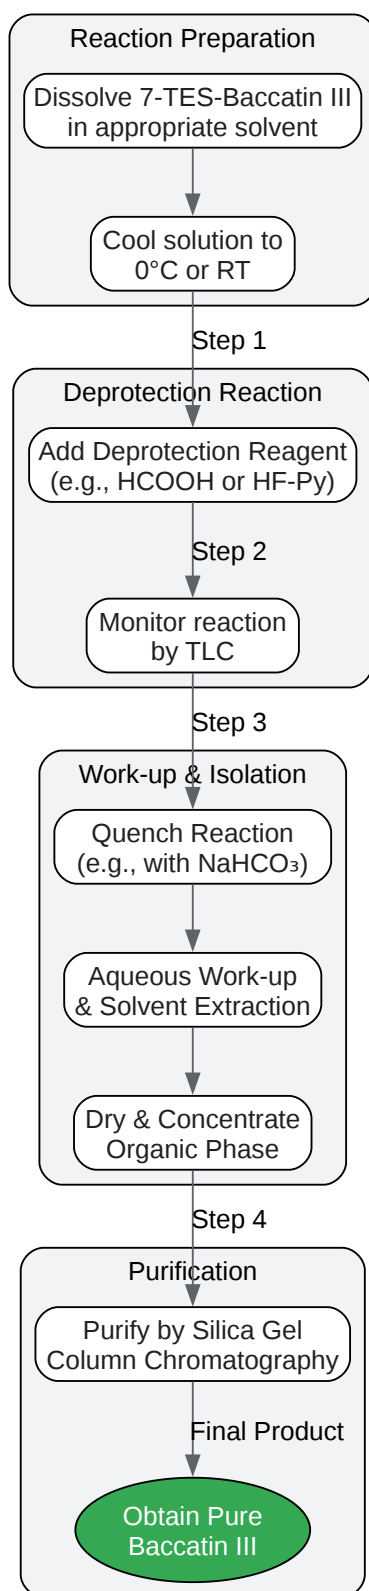 Reaction Preparation
Dissolve 7-TES-Baccatin III
in appropriate solvent
Cool solution to
0°C or RT
Step 1
Deprotection Reaction
Add Deprotection Reagent
(e.g., HCOOH or HF-Py)
Step 2
Monitor reaction
by TLC
Step 3
Work-up & Isolation
Quench Reaction
(e.g., with NaHCO₃)
Aqueous Work-up
& Solvent Extraction
Dry & Concentrate
Organic Phase
Step 4
Purification
Purify by Silica Gel
Column Chromatography
Final Product
Obtain Pure
Baccatin III